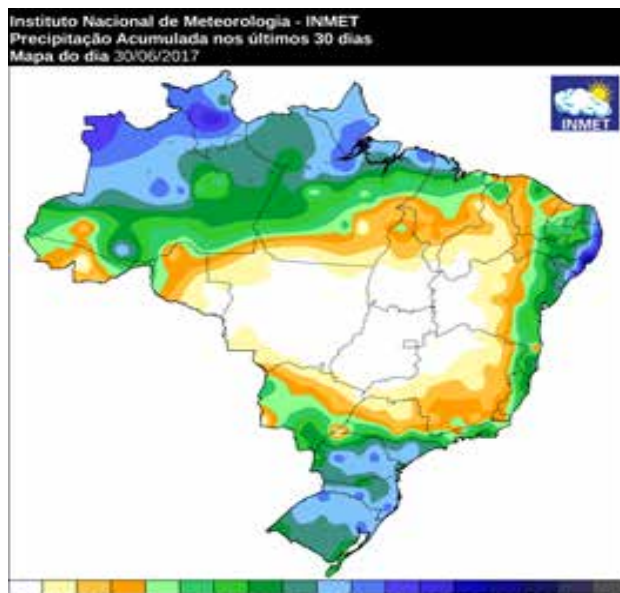 Instituto Nacional de Meteorologia - INMET
Precipitação Acumulada nos últimos 30 dias
Mapa do dia 30/06/2017
INMET